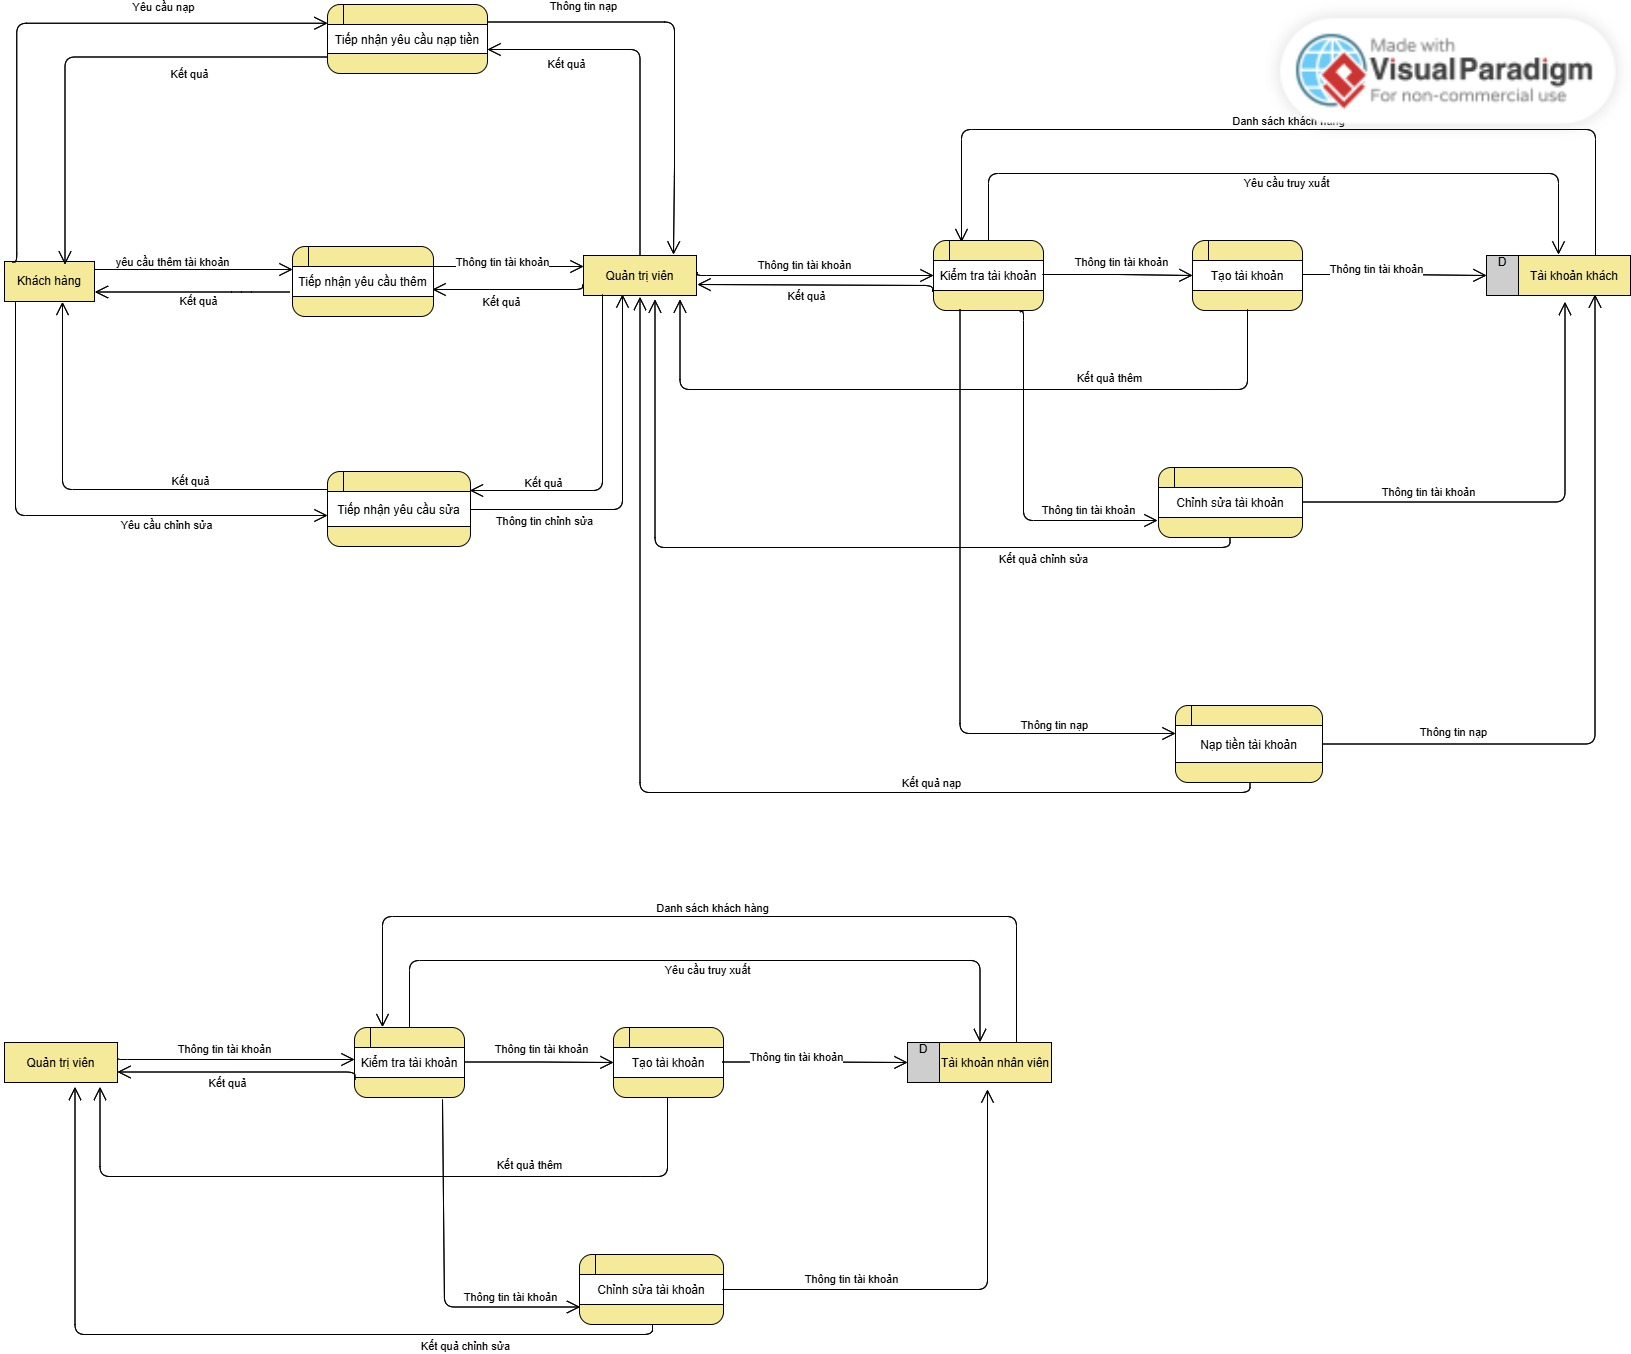 Yêu cầu nạp
Thông tin nạp
Tiếp nhận yêu cầu nạp tiền
Kết quả
Kết quả
Made with
Visual Paradigm
For non-commercial use
Danh sách khách
Yêu cầu truy xuất
yêu cầu thêm tài khoản
Thông tin tài khoản
Thông tin tài khoản
Thông tin tài khoản
Thông tin tài khoản
D
Khách hàng
Tiếp nhận yêu cầu thêm
Quản trị viên
Kiểm tra tài khoản
Tạo tài khoản
Tài khoản khách
Kết quả
Kết quả
Kết quả
Kết quả thêm
Kết quả
Kết quả
Tiếp nhận yêu cầu sửa
Chỉnh sửa tài khoản
Thông tin tài khoản
Thông tin tài khoản
Yêu cầu chỉnh sửa
Thông tin chỉnh sửa
Kết quả chỉnh sửa
Thông tin nạp
Nạp tiền tài khoản
Thông tin nạp
Kết quả nạp
Danh sách khách hàng
Yêu cầu truy xuất
Thông tin tài khoản
Thông tin tài khoản
Thông tin tài khoản
D
Quản trị viên
Kiểm tra tài khoản
Tạo tài khoản
Tài khoản nhân viên
Kết quả
Kết quả thêm
Thông tin tài khoản
Chỉnh sửa tài khoản
Thông tin tài khoản
Kết quả chỉnh sửa